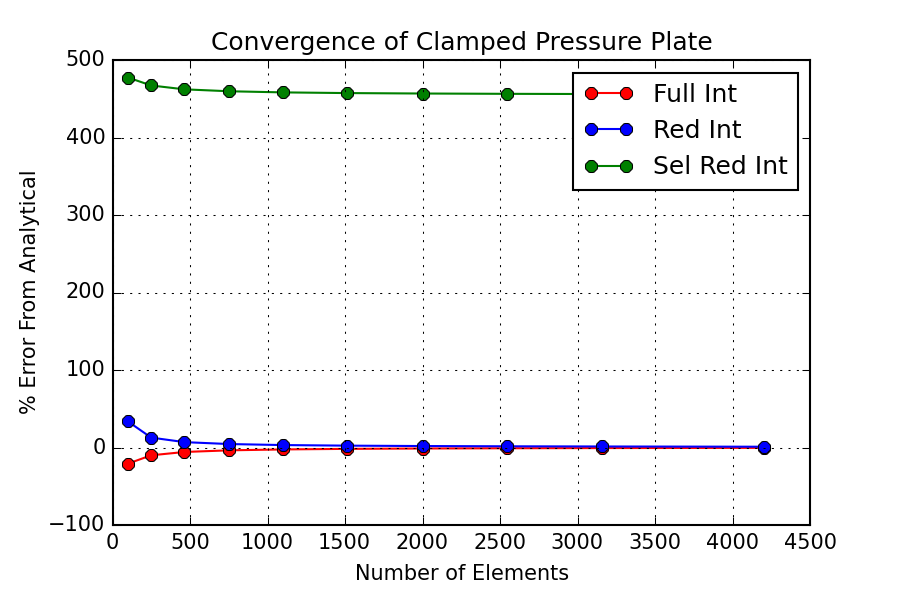 Convergence of Clamped Pressure Plate
500
400
300
200
100
0
−100
% Error From Analytical
Full Int
Red Int
Sel Red Int
0 500 1000 1500 2000 2500 3000 3500 4000 4500
Number of Elements